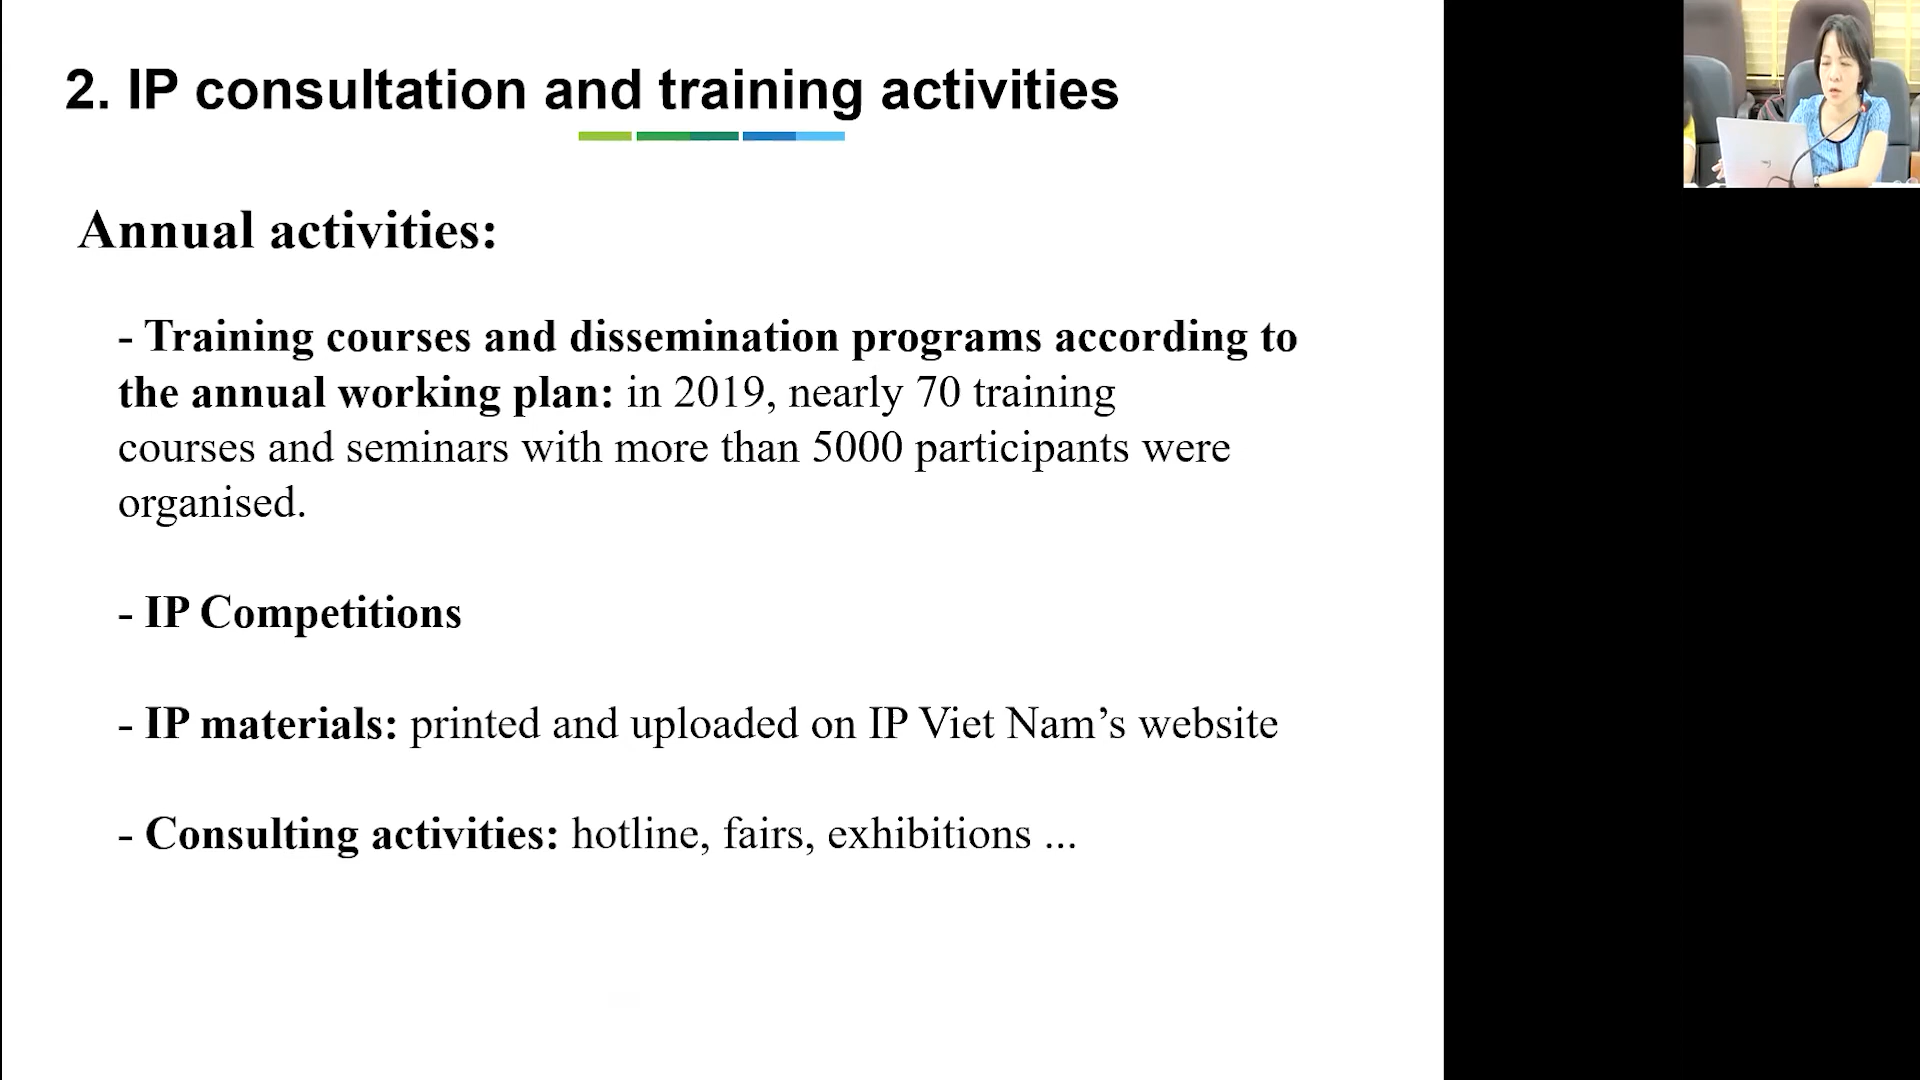 2. IP consultation and training activities
Annual activities:
- Training courses and dissemination programs according to
the annual working plan: in 2019, nearly 70 training
courses and seminars with more than 5000 participants were
organised.
- IP Competitions
- IP materials: printed and uploaded on IP Viet Nam’s website
- Consulting activities: hotline, fairs, exhibitions ...